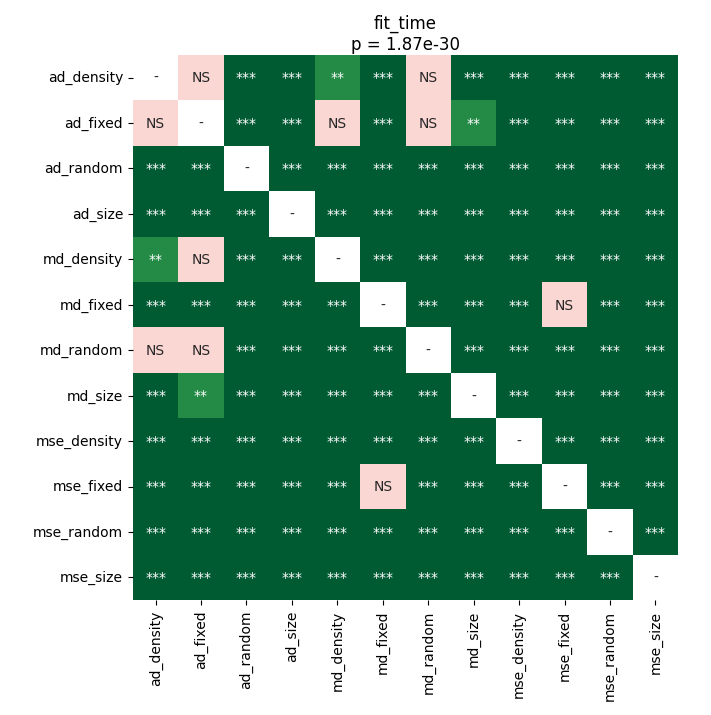 fit_time
p = 1.87e-30
ad_density - NS *** *** ** *** NS *** *** *** *** ***
ad_fixed NS - *** *** NS *** NS ** *** *** *** ***
ad_random *** *** - *** *** *** *** *** *** *** *** ***
ad_size *** *** *** - *** *** *** *** *** *** *** ***
md_density ** NS *** *** - *** *** *** *** *** *** ***
md_fixed *** *** *** *** *** - *** *** *** NS *** ***
md_random NS NS *** *** *** *** - *** *** *** *** ***
md_size *** ** *** *** *** *** *** - *** *** *** ***
mse_density *** *** *** *** *** *** *** *** - *** *** ***
mse_fixed *** *** *** *** *** NS *** *** *** - *** ***
mse_random *** *** *** *** *** *** *** *** *** *** - ***
mse_size *** *** *** *** *** *** *** *** *** *** *** -
ad_density
ad_fixed
ad_random
ad_size
md_density
md_fixed
md_random
md_size
mse_density
mse_fixed
mse_random
mse_size